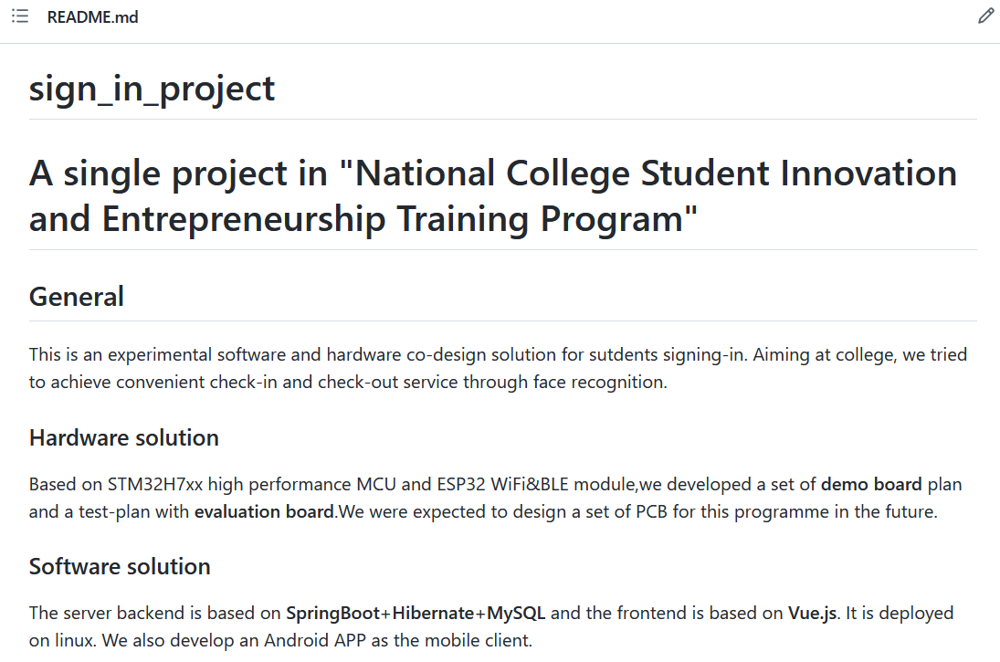 README.md
sign_in_project
A single project in "National College Student Innovation
and Entrepreneurship Training Program"
General
This is an experimental software and hardware co-design solution for sutdents signing-in. Aiming at college, we tried
to achieve convenient check-in and check-out service through face recognition.
Hardware solution
Based on STM32H7xx high performance MCU and ESP32 WiFi&BLE module,we developed a set of demo board plan
and a test-plan with evaluation board.We were expected to design a set of PCB for this programme in the future.
Software solution
The server backend is based on SpringBoot+Hibernate+MySQL and the frontend is based on Vue.js. It is deployed
on linux. We also develop an Android APP as the mobile client.